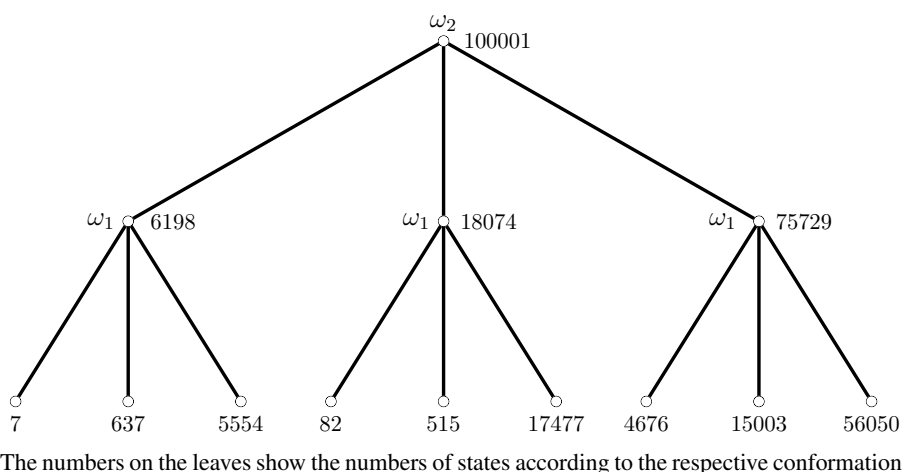 ω₂
100001
ω₁ 6198 ω₁ 18074 ω₁ 75729
7 637 5554 82 515 17477 4676 15003 56050
The numbers on the leaves show the numbers of states according to the respective conformation